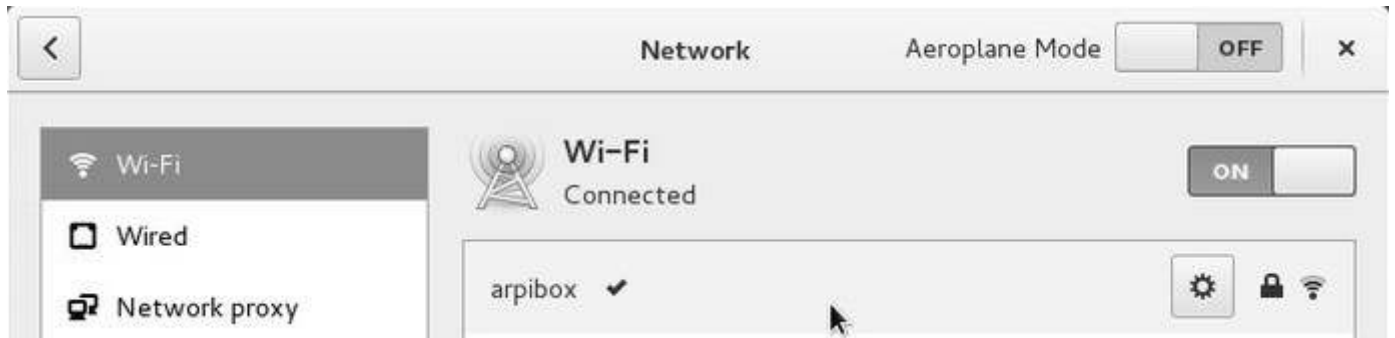 Network
Aeroplane Mode OFF
Wi-Fi
Wired
Network proxy
Wi-Fi
Connected
ON
arpibox